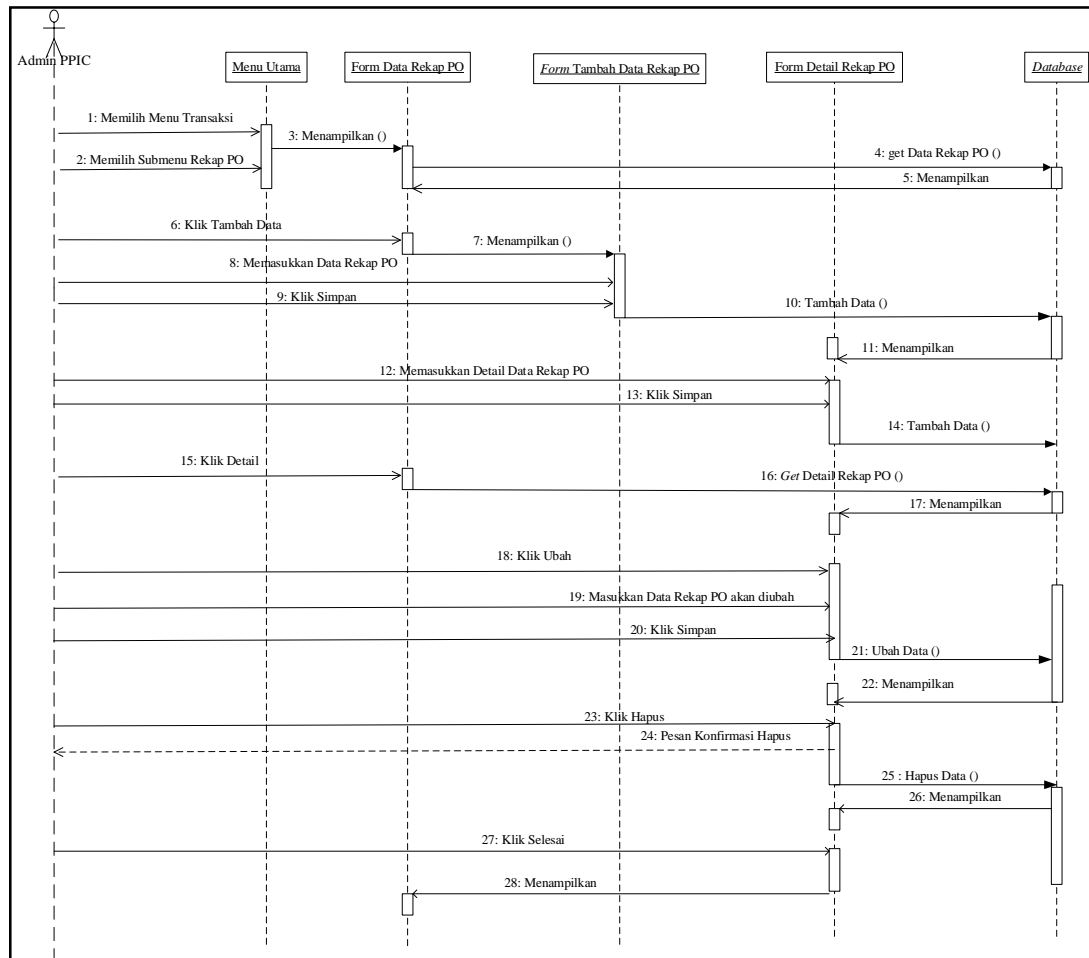 Admin PPIC
Menu Utama
Form Data Rekap PO
Form Tambah Data Rekap PO
Form Detail Rekap PO
Database
1: Memilih Menu Transaksi
3: Menampilkan ()
2: Memilih Submenu Rekap PO
4: get Data Rekap PO ()
5: Menampilkan
6: Klik Tambah Data
7: Menampilkan ()
8: Memasukkan Data Rekap PO
9: Klik Simpan
10: Tambah Data ()
11: Menampilkan
12: Memasukkan Detail Data Rekap PO
13: Klik Simpan
14: Tambah Data ()
15: Klik Detail
16: Get Detail Rekap PO ()
17: Menampilkan
18: Klik Ubah
19: Masukkan Data Rekap PO akan diubah
20: Klik Simpan
21: Ubah Data ()
22: Menampilkan
23: Klik Hapus
24: Pesan Konfirmasi Hapus
25 : Hapus Data ()
26: Menampilkan
27: Klik Selesai
28: Menampilkan